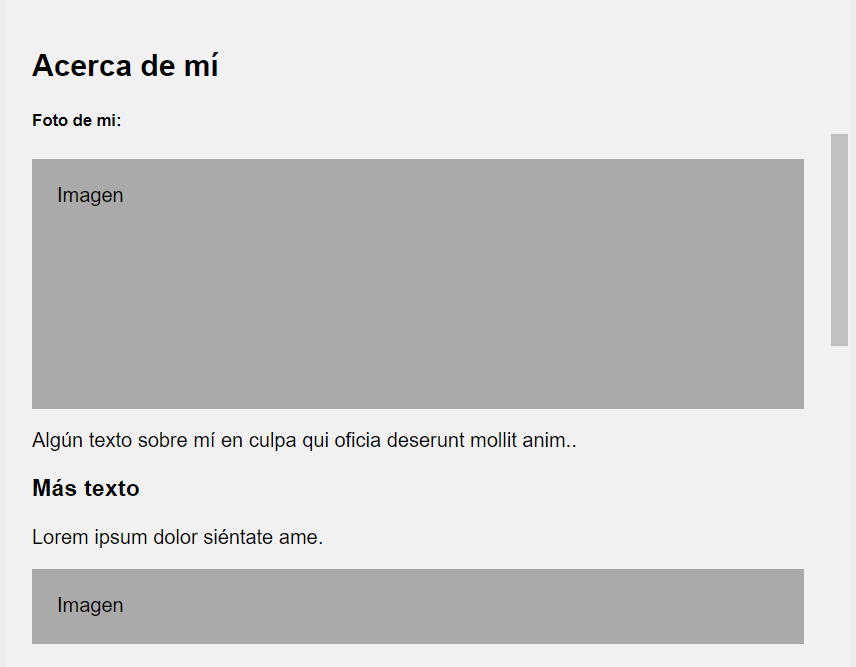 Acerca de mí
Foto de mi:
Imagen
Algún texto sobre mí en culpa qui oficia deserunt mollit anim..
Más texto
Lorem ipsum dolor siéntate ame.
Imagen